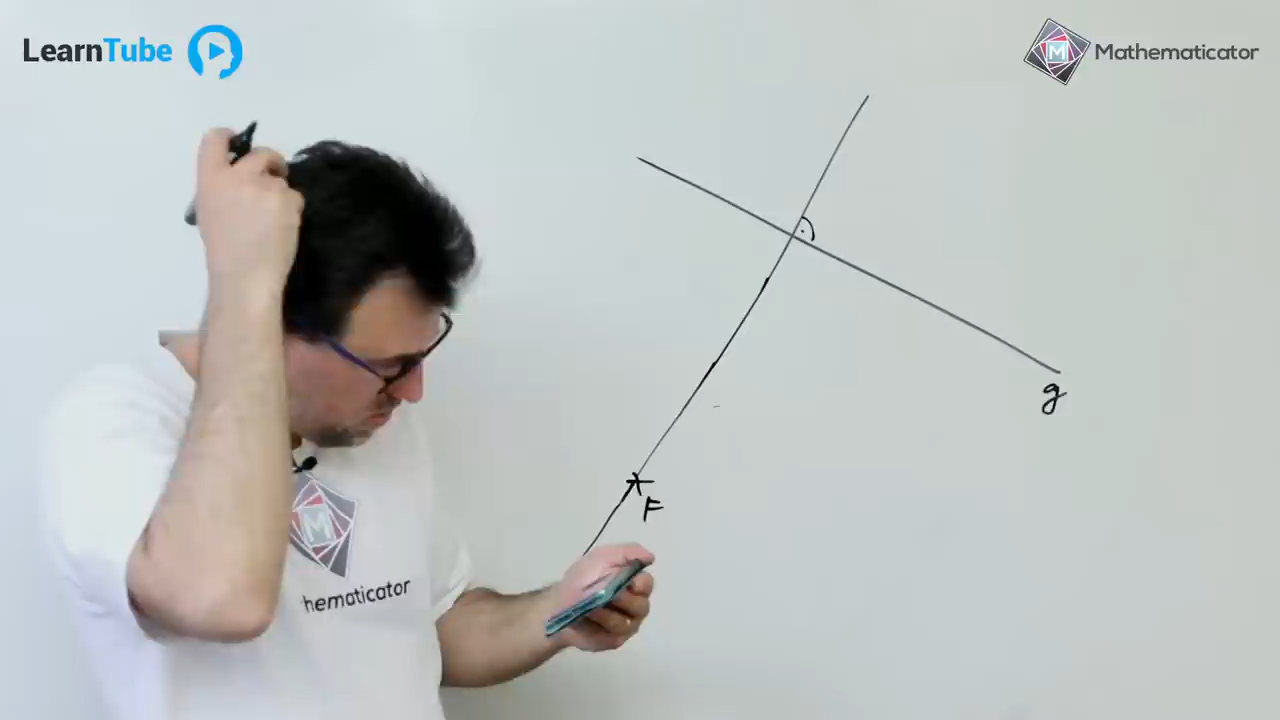 LearnTube
M Mathematicator
g
F
M
hematicator